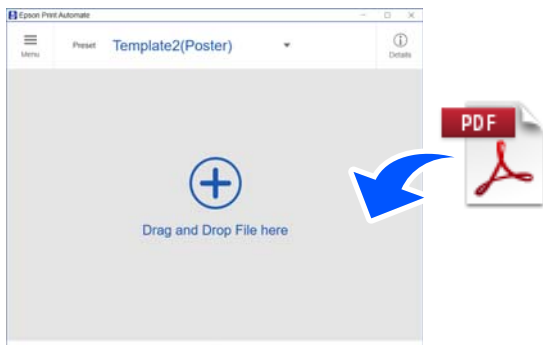 Epson Print Automate
Menu
Preset
Template2(Poster)
Details
PDF
Drag and Drop File here